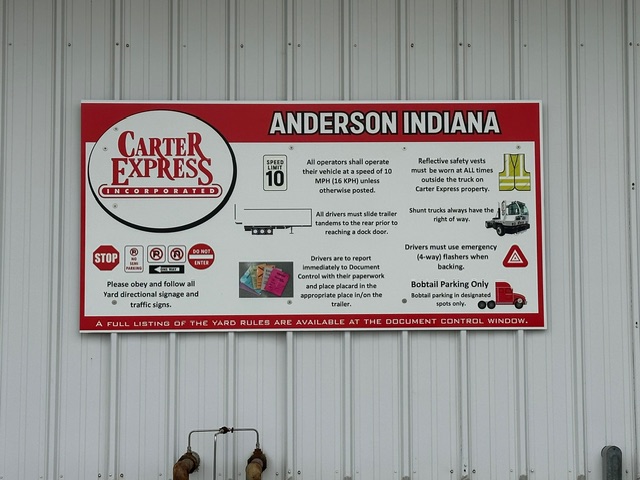 ANDERSON INDIANA
CARTER
EXPRESS
INCORPORATED
SPEED
LIMIT
10
All operators shall operate
their vehicle at a speed of 10
MPH (16 KPH) unless
otherwise posted.
All drivers must slide trailer
tandems to the rear prior to
reaching a dock door.
Drivers are to report
immediately to Document
Control with their paperwork
and place placard in the
appropriate place in/on the
trailer.
Reflective safety vests
must be worn at ALL times
outside the truck on
Carter Express property.
Shunt trucks always have the
right of way.
Drivers must use emergency
(4-way) flashers when
backing.
Bobtail Parking Only
Bobtail parking in designated
spots only.
STOP
NO
PARKING
DO NOT
ENTER
Please obey and follow all
Yard directional signage and
traffic signs.
A FULL LISTING OF THE YARD RULES ARE AVAILABLE AT THE DOCUMENT CONTROL WINDOW.